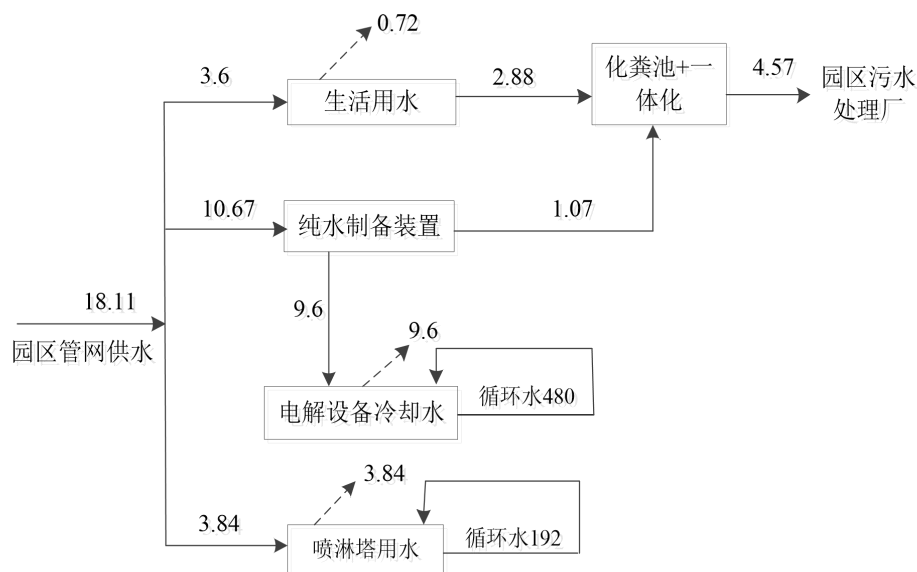 0.72
3.6
生活用水
2.88
化粪池+一
体化
4.57
园区污水
处理厂
10.67
纯水制备装置
1.07
18.11
园区管网供水
9.6
9.6
电解设备冷却水
循环水480
3.84
3.84
喷淋塔用水
循环水192